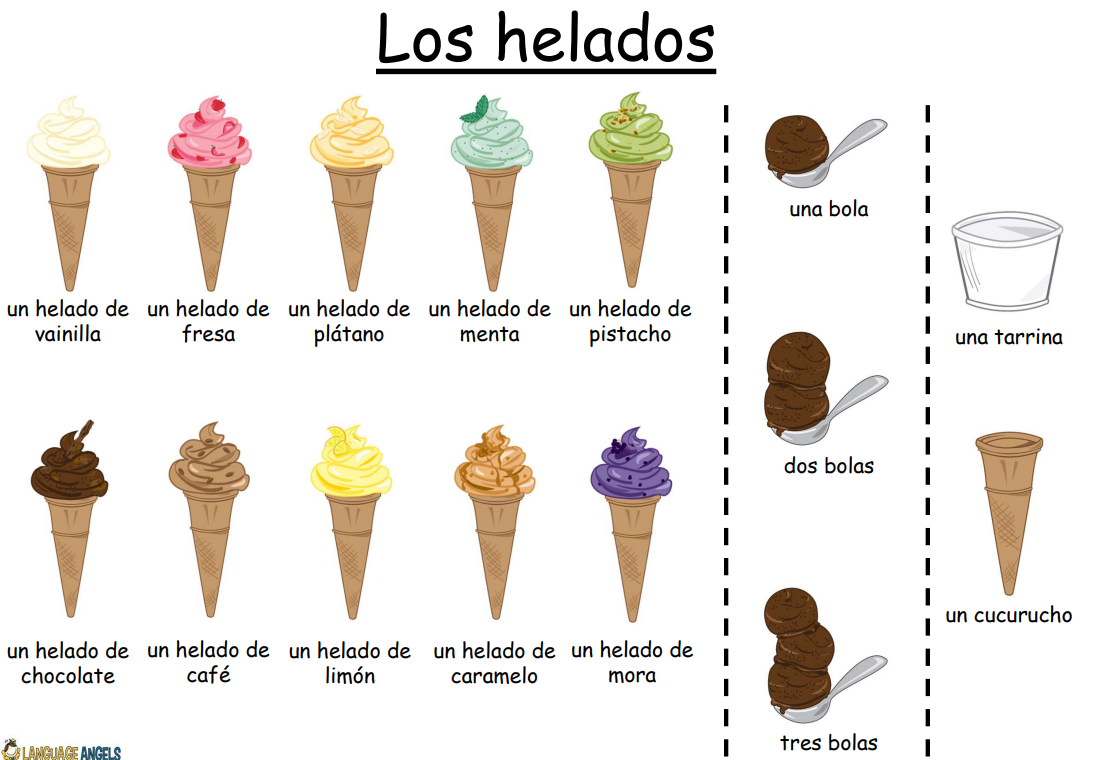 Los helados
un helado de
vainilla
un helado de
fresa
un helado de
plátano
un helado de
menta
un helado de
pistacho
un helado de
chocolate
un helado de
café
un helado de
limón
un helado de
caramelo
un helado de
mora
una bola
dos bolas
tres bolas
una tarrina
un cucurucho
LANGUAGE ANGELS